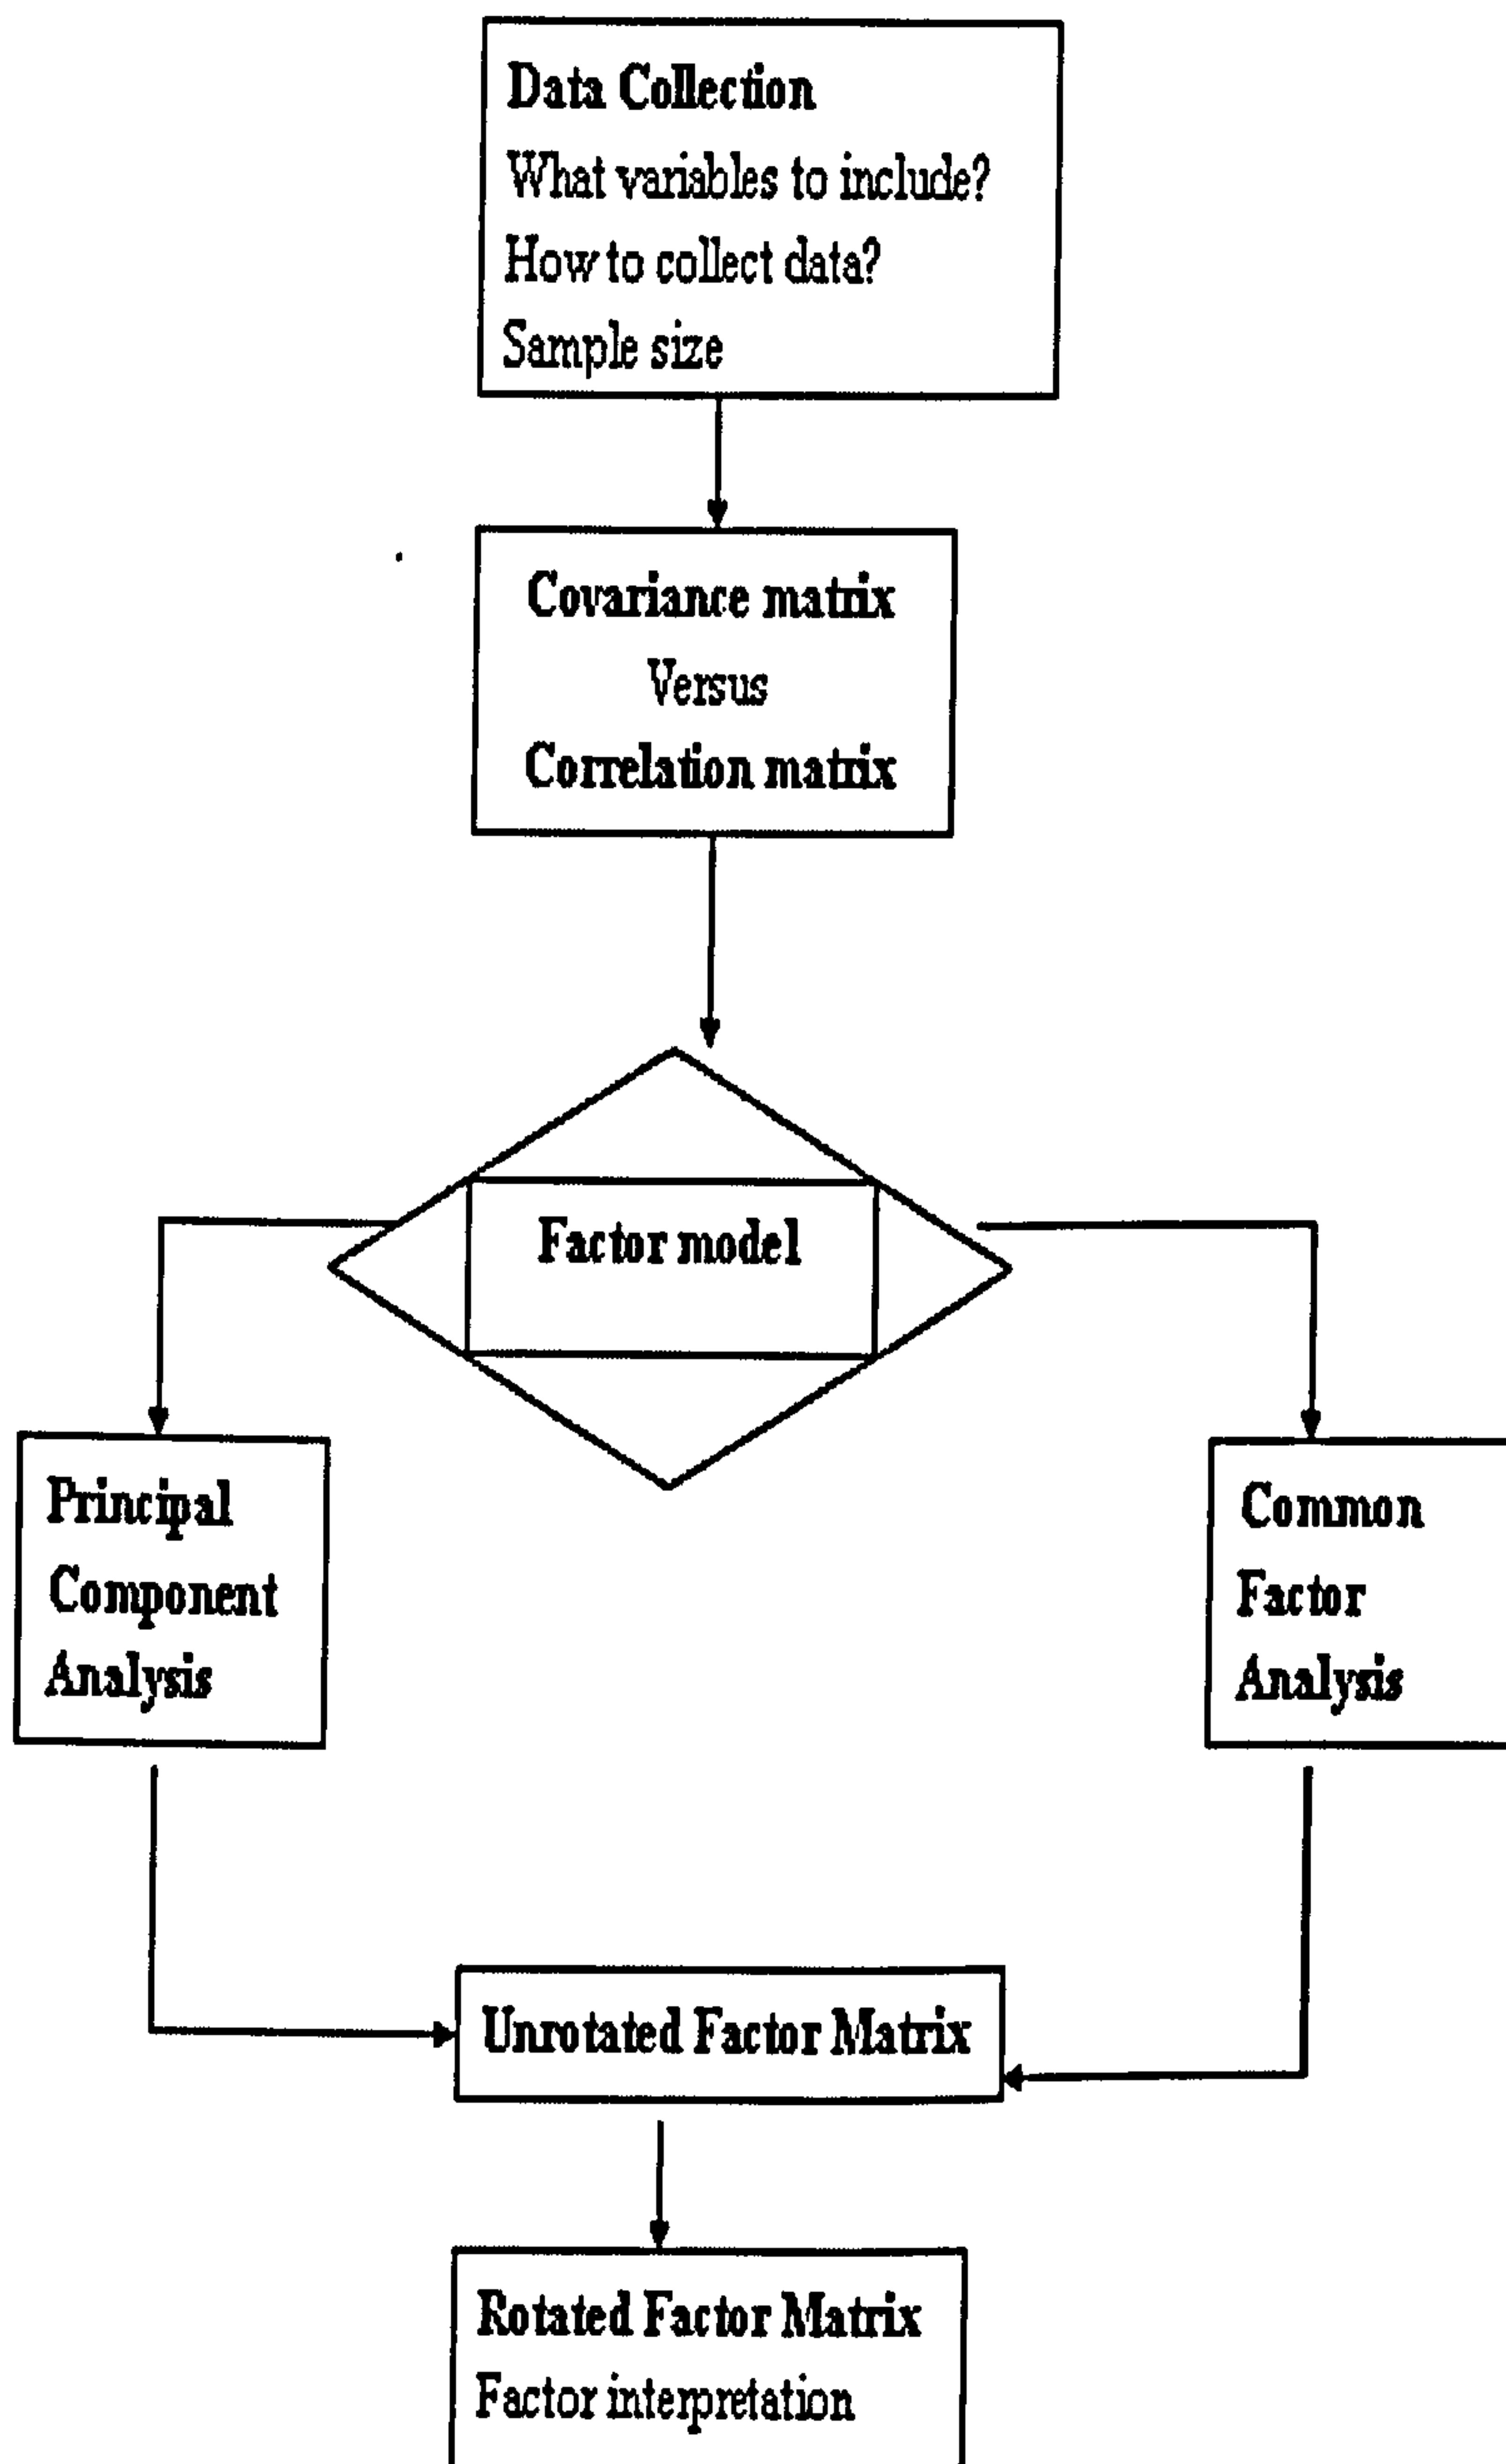 Data Collection
What variables to include?
How to collect data?
Sample size
Covariance matrix
Versus
Correlation matrix
Factor model
Principal
Component
Analysis
Common
Factor
Analysis
Unrotated Factor Matrix
Rotated Factor Matrix
Factor interpretation